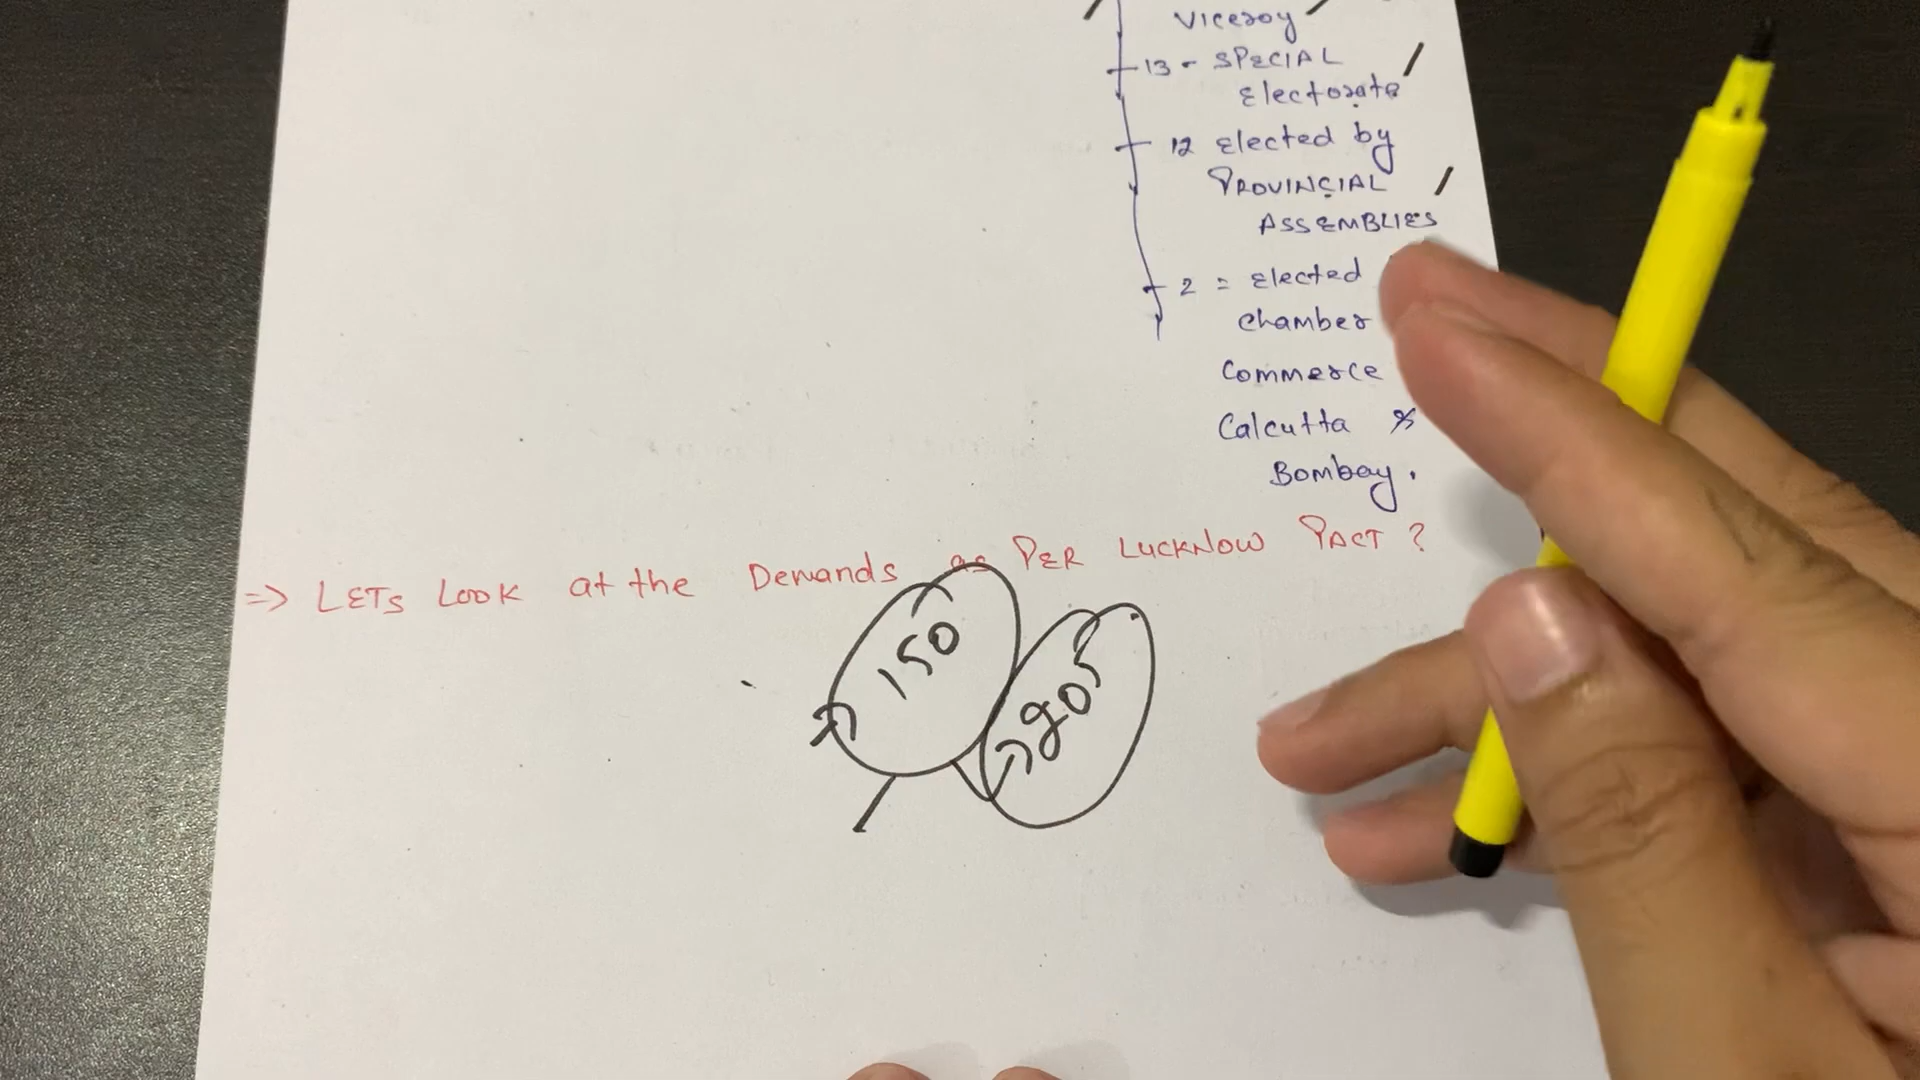 Viceroy
13 - SPECIAL
Electorate
12 Elected by
PROVINCIAL
ASSEMBLIES
2 = Elected
Chamber
Commerce
Calcutta &
Bombay.
=> LETS LOOK at the Demands as PER LUCKNOW PACT ?
150